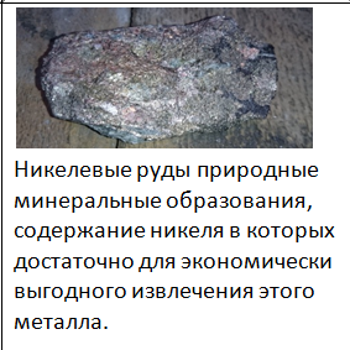 Никелевые руды природные
минеральные образования,
содержание никеля в которых
достаточно для экономически
выгодного извлечения этого
металла.